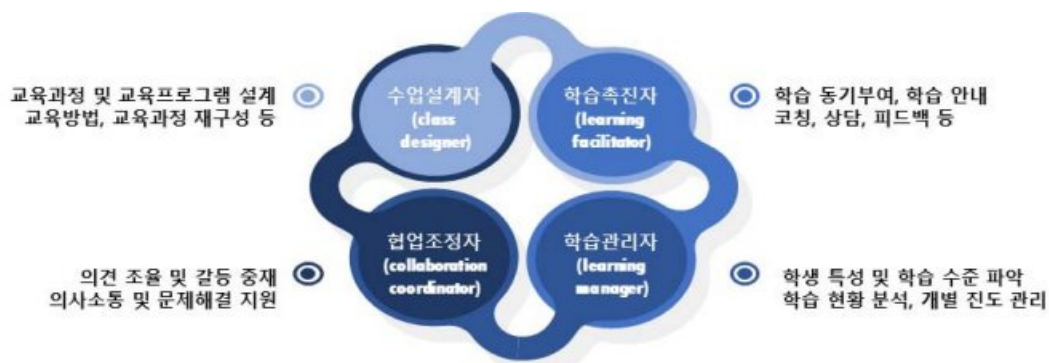 교육과정 및 교육프로그램 설계
교육방법, 교육과정 재구성 등
수업설계자
(class
designer)
학습촉진자
(learning
facilitator)
학습 동기부여, 학습 안내
코칭, 상담, 피드백 등
의견 조율 및 갈등 중재
의사소통 및 문제해결 지원
협업조정자
(collaboration
coordinator)
학습관리자
(learning
manager)
학생 특성 및 학습 수준 파악
학습 현황 분석, 개별 진도 관리